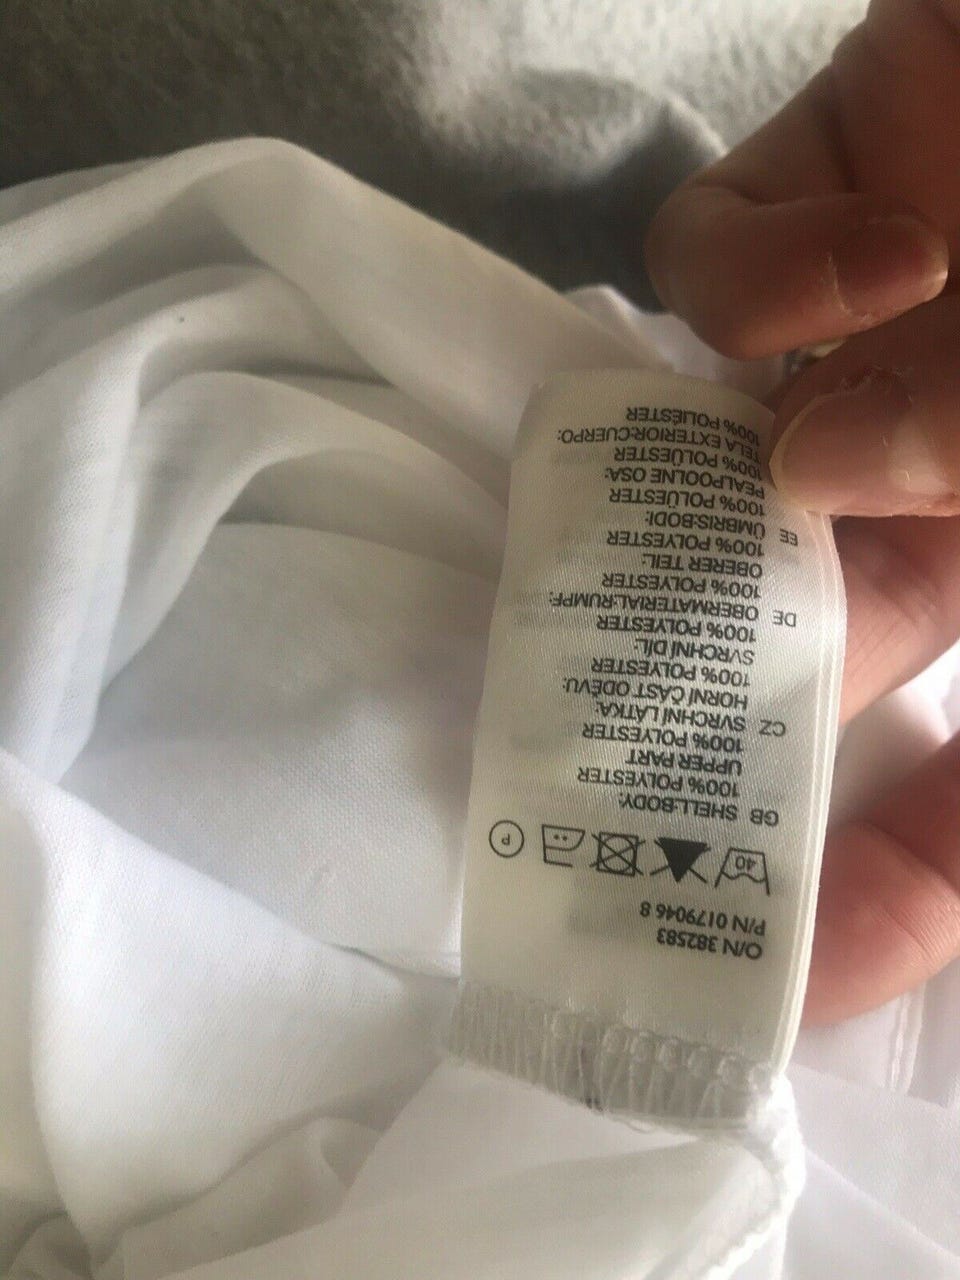 O/N 382583
P/N 0179046 8
40 P
GB SHELL:BODY:
100% POLYESTER
UPPER PART
100% POLYESTER
CZ SVRCHNÍ LÁTKA:
HORNÍ ČÁST ODĚVU:
100% POLYESTER
SVRCHNÍ DÍL:
100% POLYESTER
DE OBERMATERIAL:RUMPF:
100% POLYESTER
OBERER TEIL:
100% POLYESTER
EE ÜMBRIS:BODI:
100% POLÜESTER
PEALPOOLNE OSA:
100% POLÜESTER
TELA EXTERIOR:CUERPO:
100% POLIÉSTER